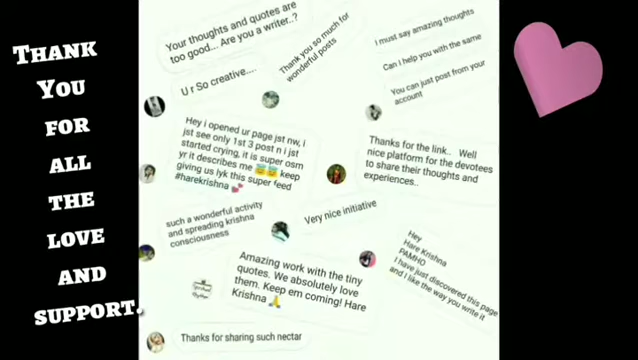 THANK
YOU
FOR
ALL
THE
LOVE
AND
SUPPORT.
Your thoughts and quotes are
too good... Are you a writer..?
U r So creative....
Thank you so much for
wonderful posts
I must say amazing thoughts
Can I help you with the same
You can just post from your
account
Hey i opened ur page jst nw, i
jst see only 1st 3 post n i jst
started crying, it is super osm
yr it describes me 😇😇 keep
giving us lyk this super feed
#harekrishna 💕
Thanks for the link.. Well
nice platform for the devotees
to share their thoughts and
experiences..
such a wonderful activity
and spreading krishna
consciousness
Very nice initiative
Hey
Hare Krishna
PAMHO
I have just discovered this page
and I like the way you write it
Amazing work with the tiny
quotes. We absolutely love
them. Keep em coming! Hare
Krishna 🙏
Thanks for sharing such nectar